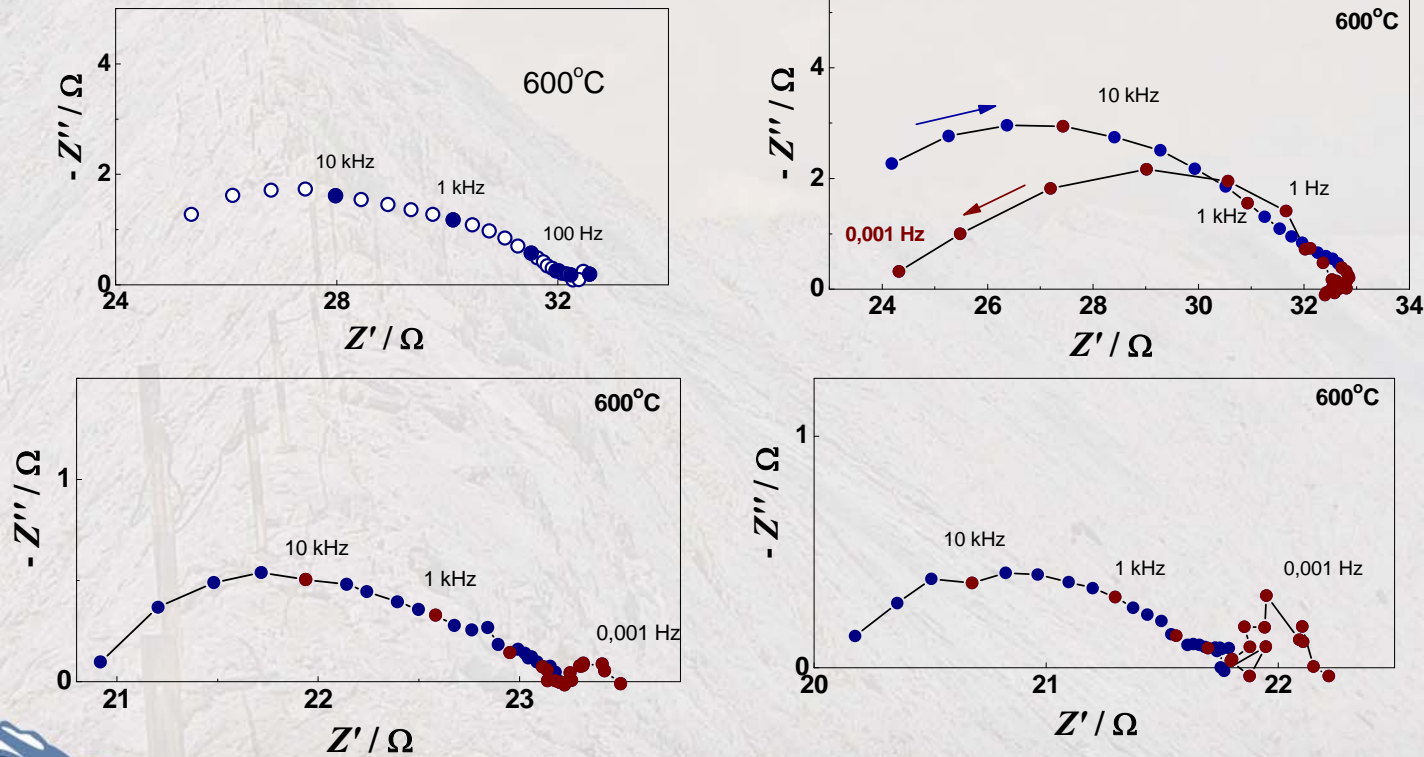 600°C
- Z'' / Ω
4
2
0
10 kHz
1 kHz
100 Hz
24
28
32
Z' / Ω
600°C
- Z'' / Ω
4
2
0
10 kHz
1 Hz
1 kHz
0,001 Hz
24
26
28
30
32
34
Z' / Ω
600°C
- Z'' / Ω
1
0
10 kHz
1 kHz
0,001 Hz
21
22
23
Z' / Ω
600°C
- Z'' / Ω
1
0
10 kHz
1 kHz
0,001 Hz
20
21
22
Z' / Ω